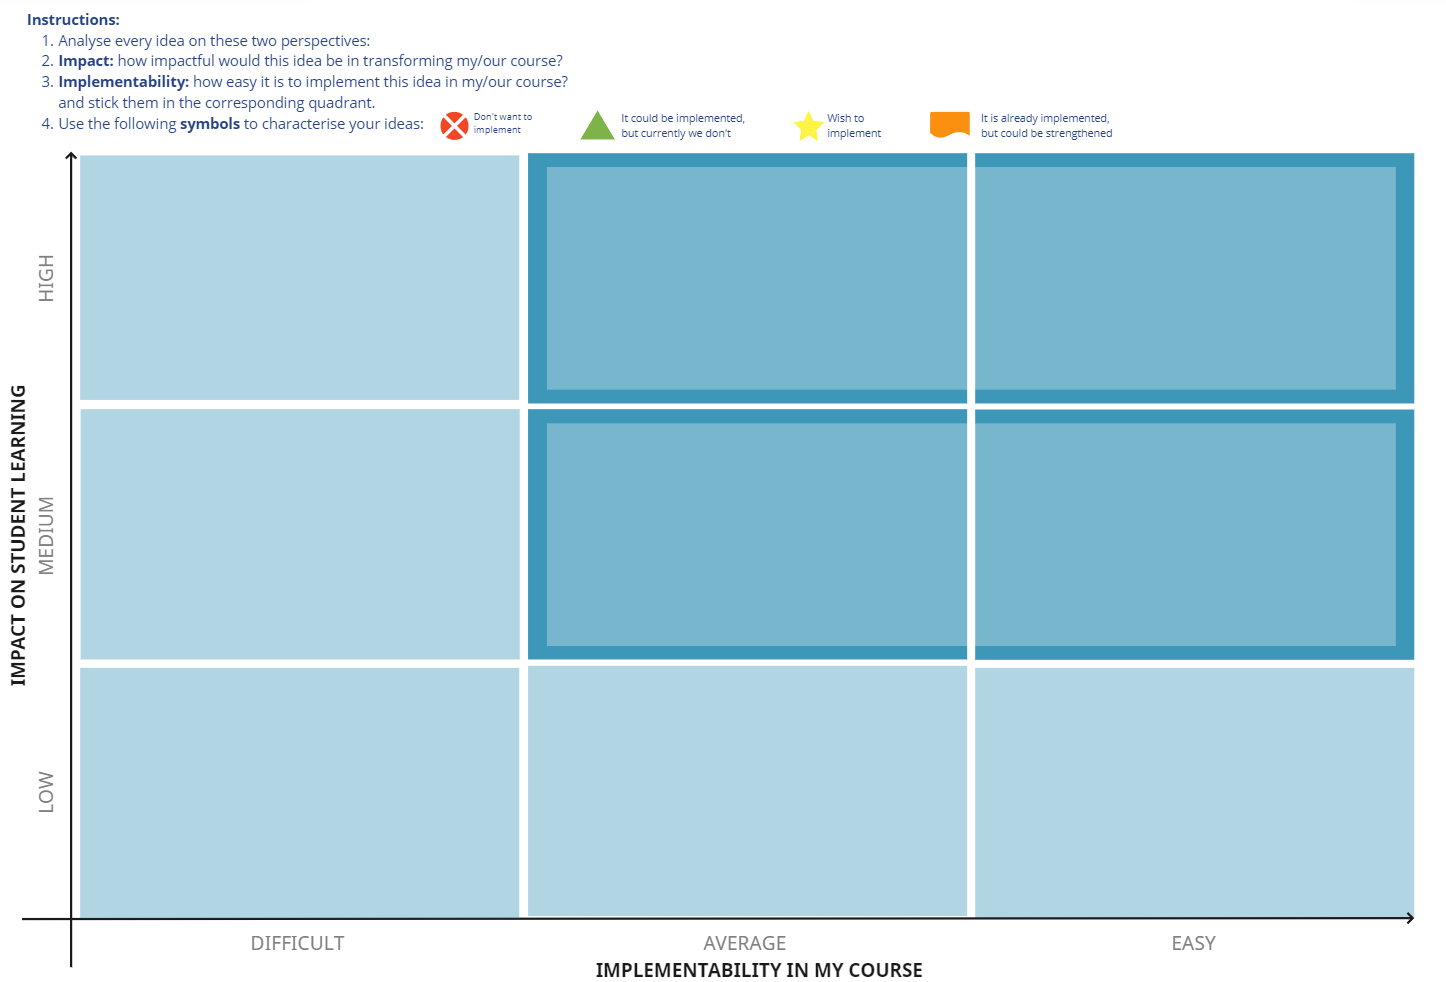 Instructions:
1. Analyse every idea on these two perspectives:
2. Impact: how impactful would this idea be in transforming my/our course?
3. Implementability: how easy it is to implement this idea in my/our course?
and stick them in the corresponding quadrant.
4. Use the following symbols to characterise your ideas:
Don't want to
implement
It could be implemented,
but currently we don't
Wish to
implement
It is already implemented,
but could be strengthened
IMPACT ON STUDENT LEARNING
HIGH
MEDIUM
LOW
DIFFICULT
AVERAGE
EASY
IMPLEMENTABILITY IN MY COURSE